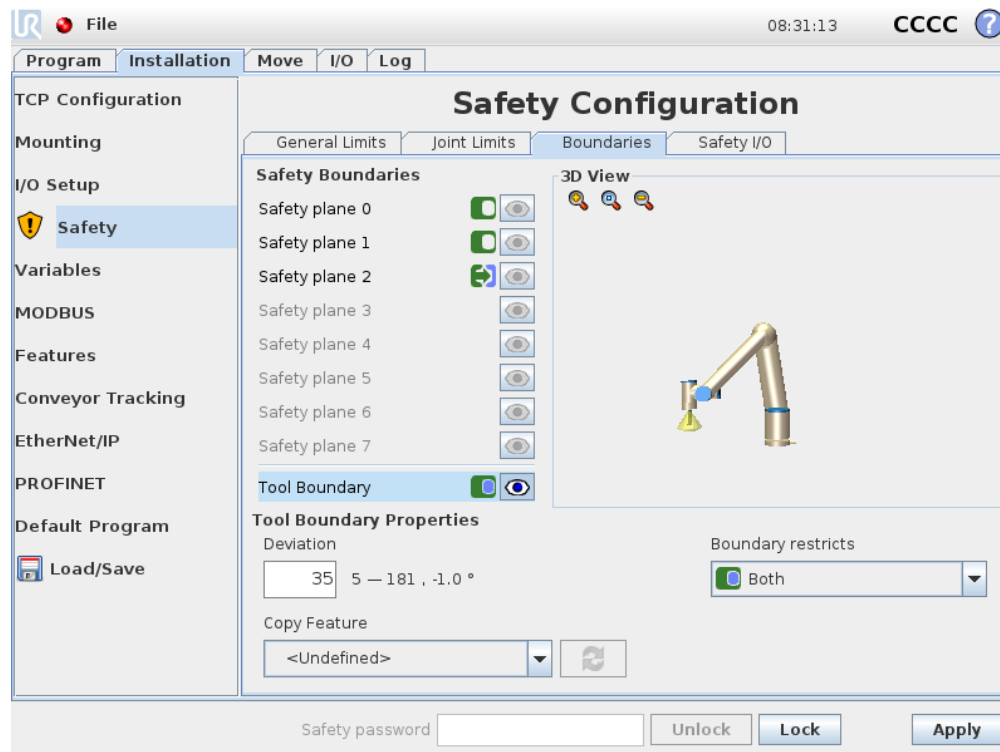 UR File 08:31:13 CCCC ?
Program Installation Move I/O Log
TCP Configuration
Mounting
I/O Setup
Safety
Variables
MODBUS
Features
Conveyor Tracking
EtherNet/IP
PROFINET
Default Program
Load/Save
Safety Configuration
General Limits Joint Limits Boundaries Safety I/O
Safety Boundaries
Safety plane 0
Safety plane 1
Safety plane 2
Safety plane 3
Safety plane 4
Safety plane 5
Safety plane 6
Safety plane 7
Tool Boundary
3D View
Tool Boundary Properties
Deviation
35 5 — 181 , -1.0 °
Boundary restricts
Both
Copy Feature
<Undefined>
Safety password Unlock Lock Apply